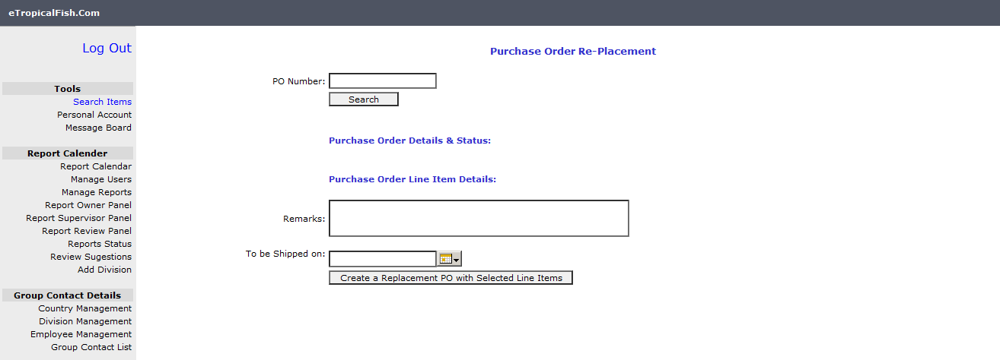 eTropicalFish.Com
Log Out
Tools
Search Items
Personal Account
Message Board
Report Calender
Report Calendar
Manage Users
Manage Reports
Report Owner Panel
Report Supervisor Panel
Report Review Panel
Reports Status
Review Sugestions
Add Division
Group Contact Details
Country Management
Division Management
Employee Management
Group Contact List
Purchase Order Re-Placement
PO Number:
Search
Purchase Order Details & Status:
Purchase Order Line Item Details:
Remarks:
To be Shipped on:
Create a Replacement PO with Selected Line Items